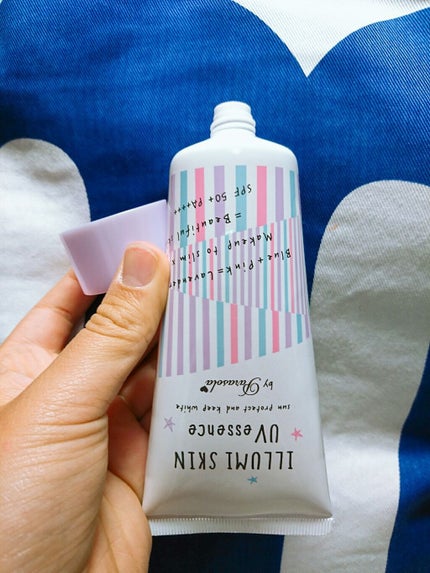 ILLUMI SKIN
UV essence
sun protect and keep white
by Parasola
Blue + Pink = Lavender
Makeup to slim
= Beautiful
SPF 50+ PA++++